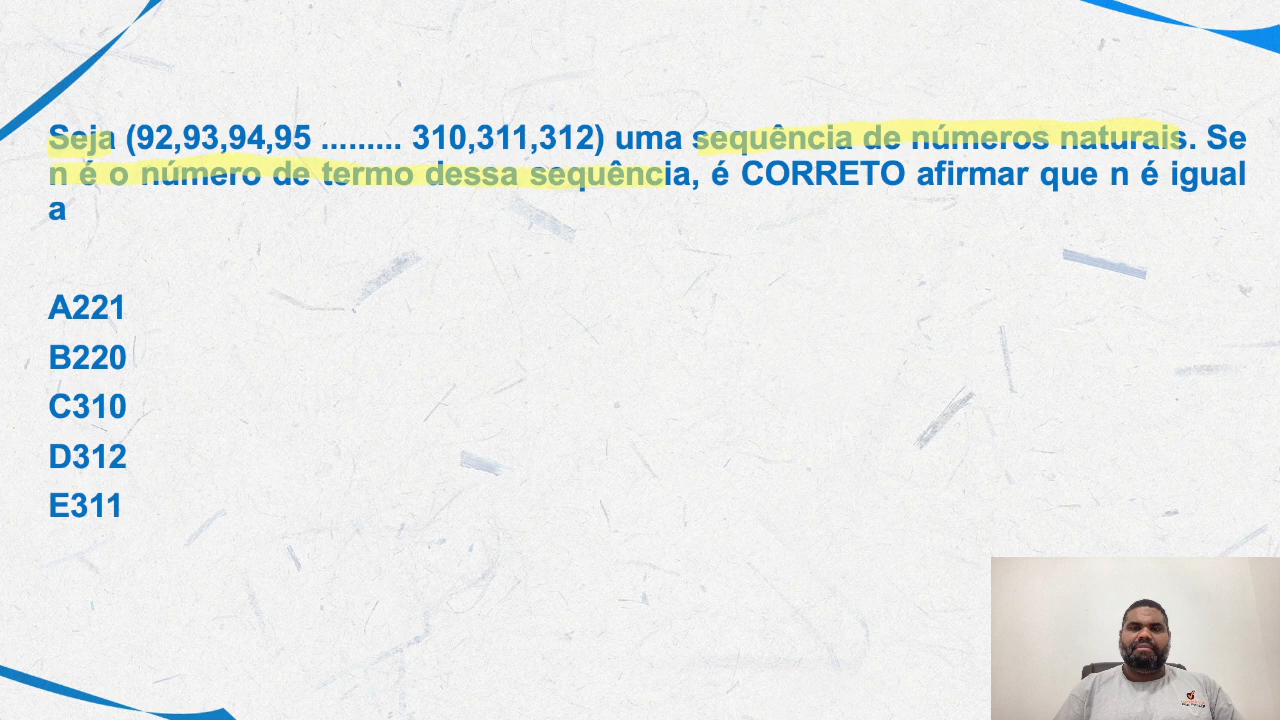 Seja (92,93,94,95 ......... 310,311,312) uma sequência de números naturais. Se
n é o número de termo dessa sequência, é CORRETO afirmar que n é igual
a
A221
B220
C310
D312
E311